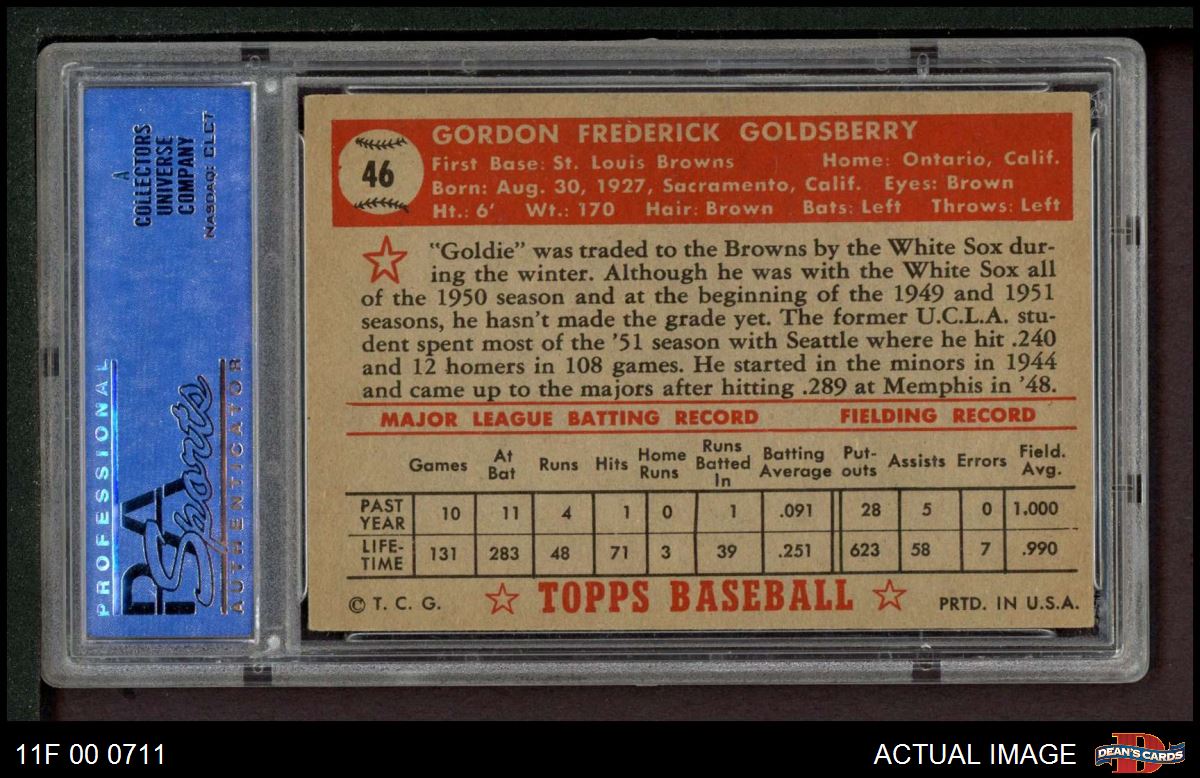 A
COLLECTORS
UNIVERSE
COMPANY
NASDAQ: CLCT
PROFESSIONAL
PSA
Sports
AUTHENTICATOR
46
GORDON FREDERICK GOLDSBERRY
First Base: St. Louis Browns Home: Ontario, Calif.
Born: Aug. 30, 1927, Sacramento, Calif. Eyes: Brown
Ht.: 6' Wt.: 170 Hair: Brown Bats: Left Throws: Left
"Goldie" was traded to the Browns by the White Sox dur-
ing the winter. Although he was with the White Sox all
of the 1950 season and at the beginning of the 1949 and 1951
seasons, he hasn't made the grade yet. The former U.C.L.A. stu-
dent spent most of the '51 season with Seattle where he hit .240
and 12 homers in 108 games. He started in the minors in 1944
and came up to the majors after hitting .289 at Memphis in '48.
MAJOR LEAGUE BATTING RECORD FIELDING RECORD
Games At Bat Runs Hits Home Runs Runs Batted In Batting Average Put-outs Assists Errors Field. Avg.
PAST YEAR 10 11 4 1 0 1 .091 28 5 0 1.000
LIFE-TIME 131 283 48 71 3 39 .251 623 58 7 .990
© T. C. G. TOPPS BASEBALL PRTD. IN U.S.A.
11F 00 0711 ACTUAL IMAGE DEAN'S CARDS